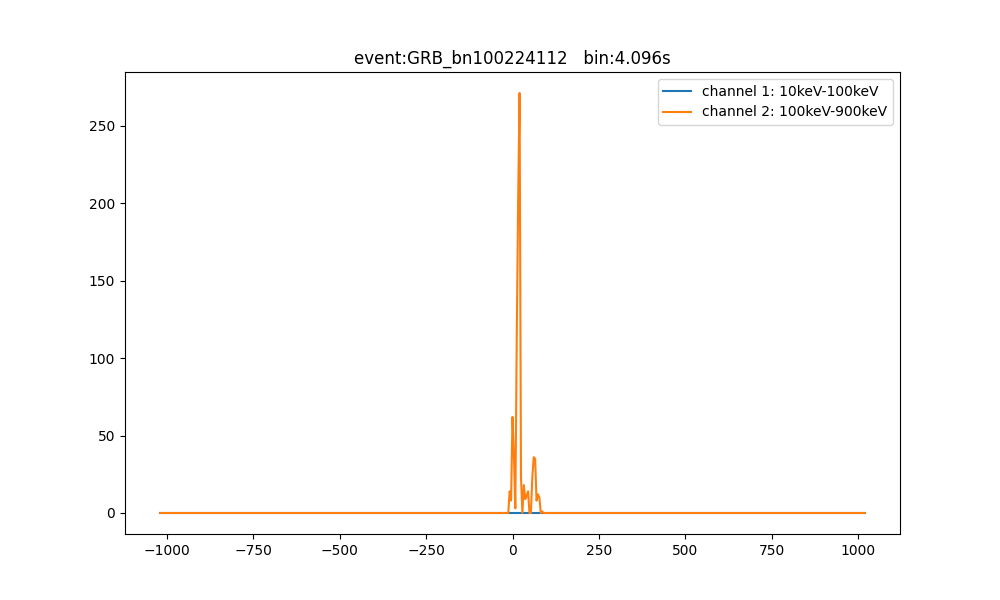 event:GRB_bn100224112   bin:4.096s
channel 1: 10keV-100keV
channel 2: 100keV-900keV
250
200
150
100
50
0
−1000 −750 −500 −250 0 250 500 750 1000